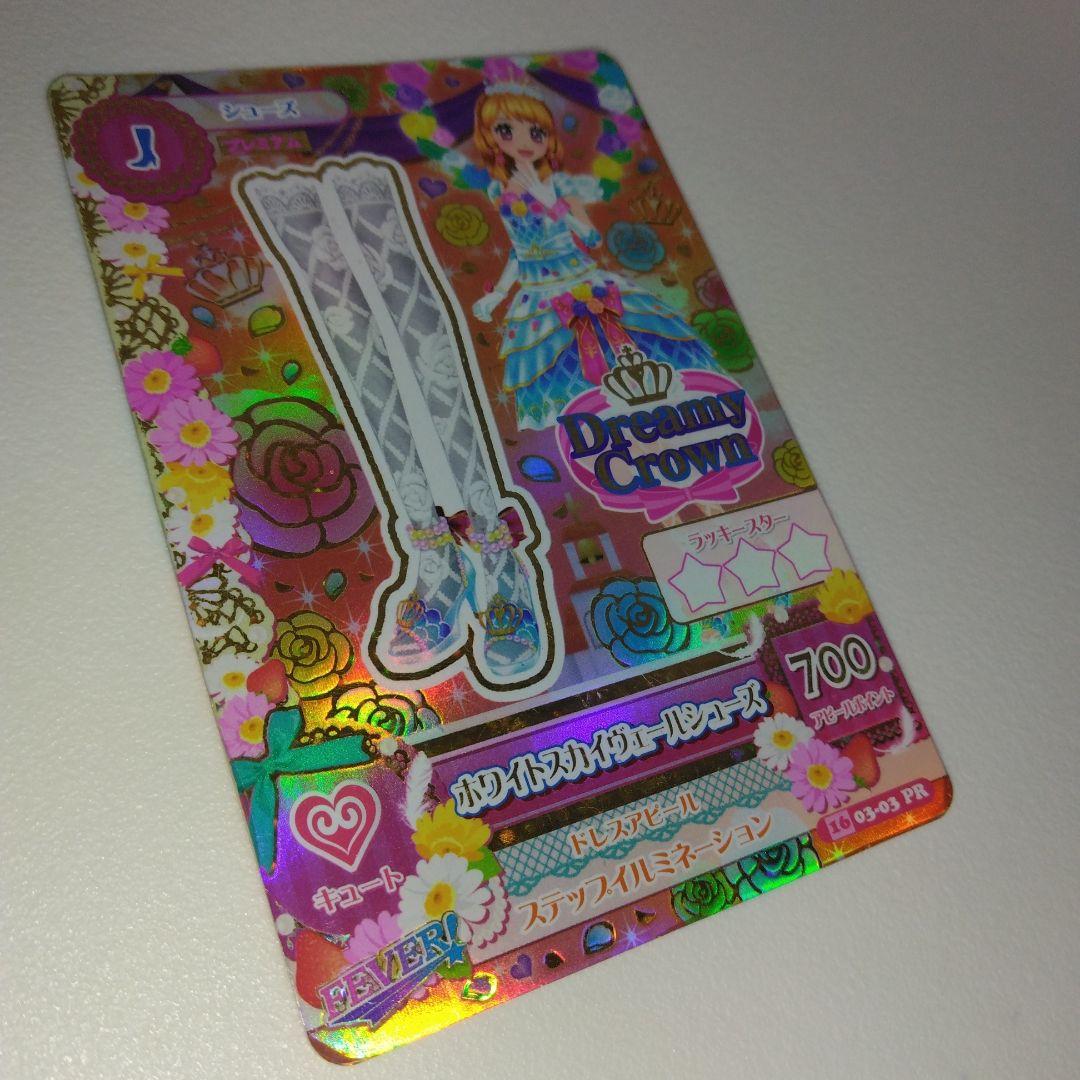 シューズ
プレミアム
Dreamy
Crown
ラッキースター
700
アピールポイント
ホワイトスカイヴェールシューズ
ドレスアピール
ステップイルミネーション
キュート
FEVER!
16 03-03 PR